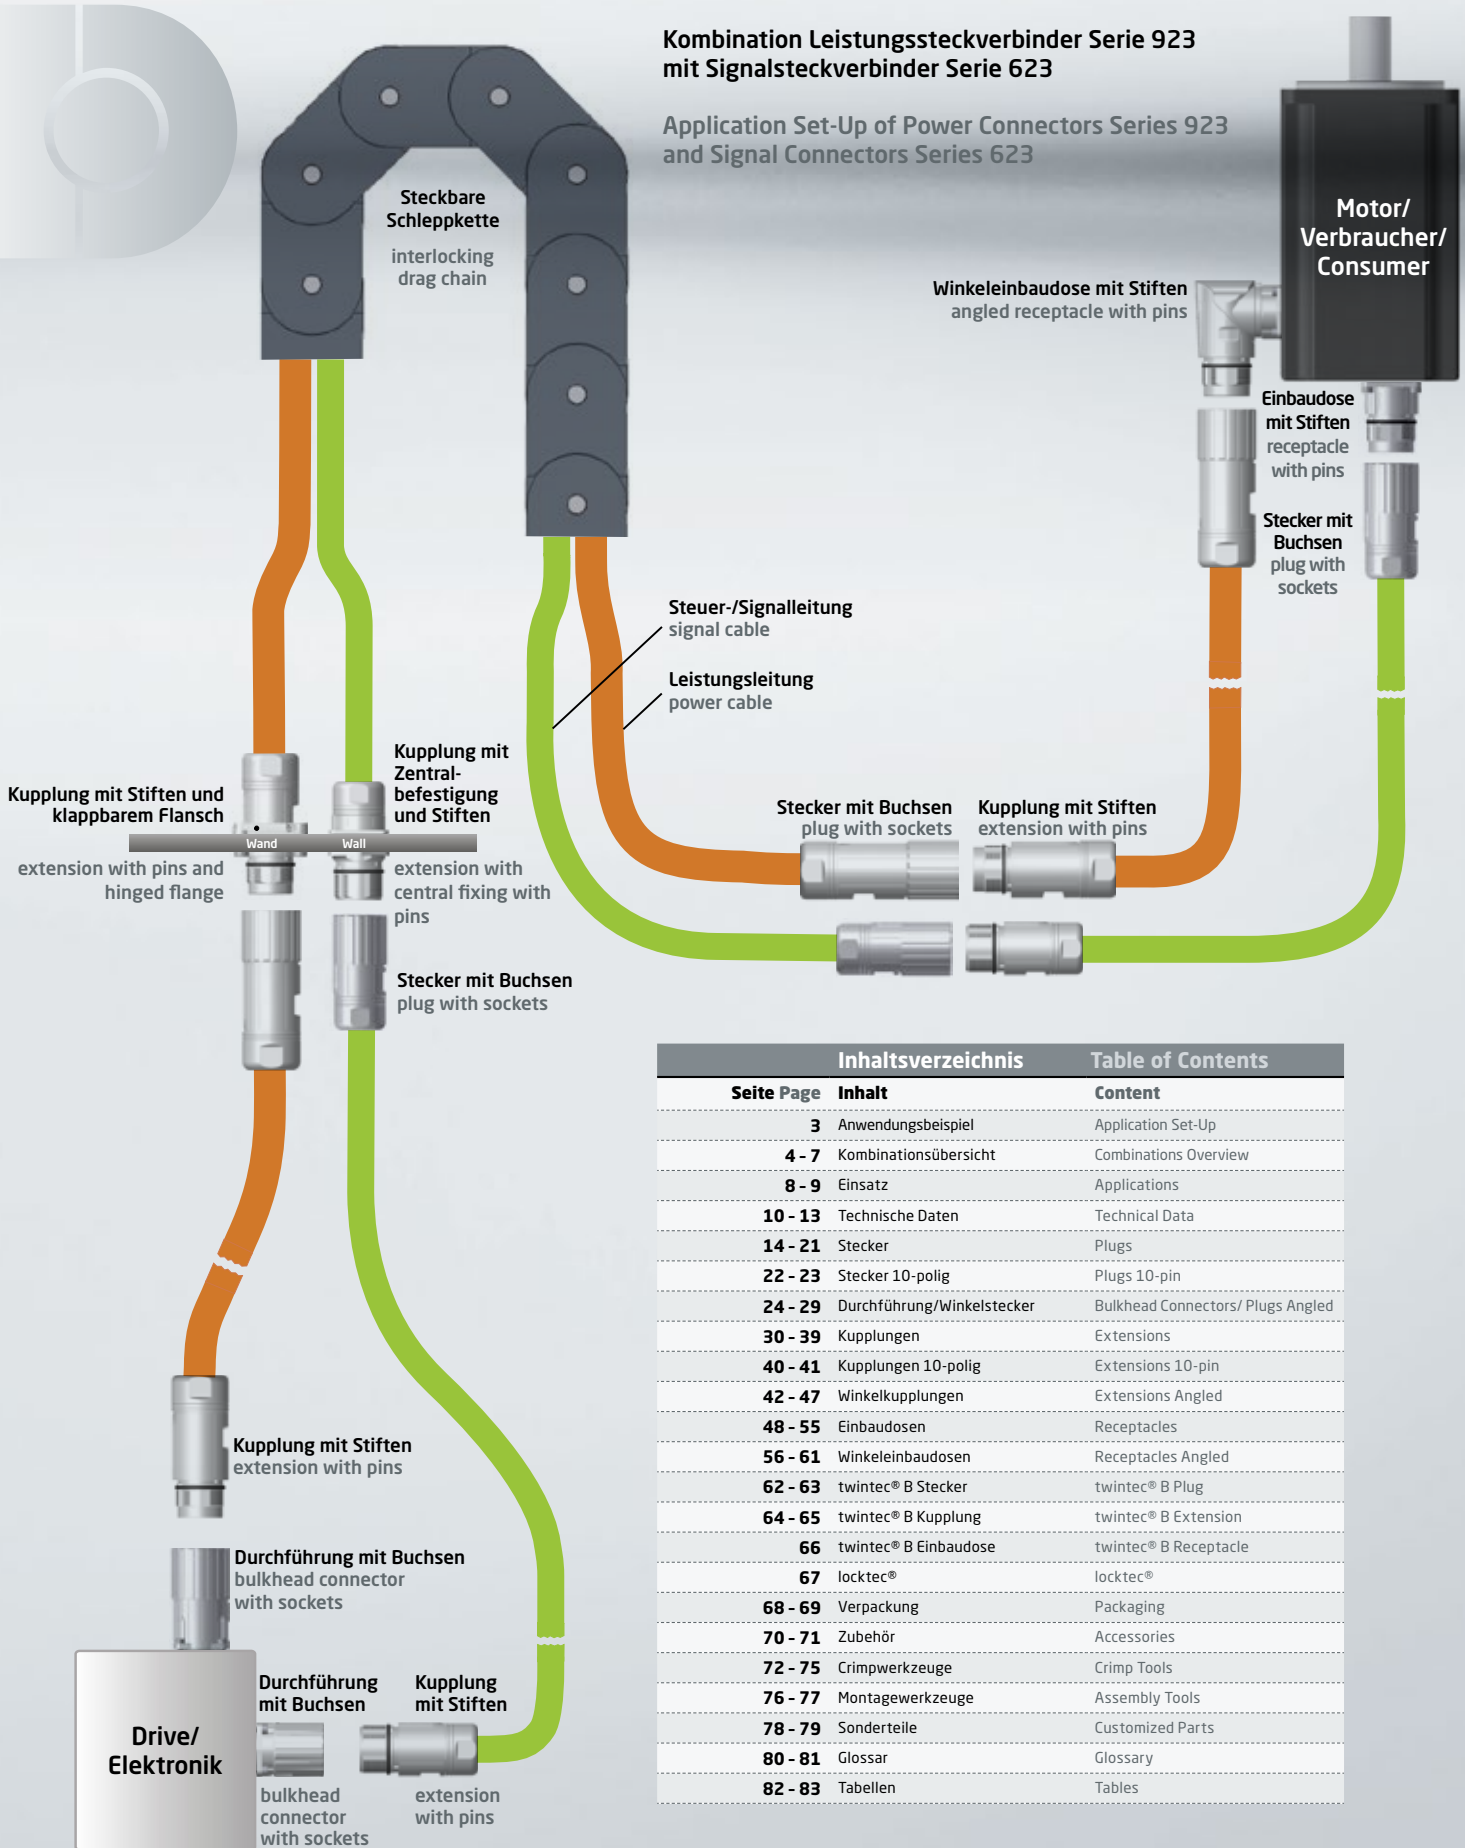 Kombination Leistungssteckverbinder Serie 923
mit Signalsteckverbinder Serie 623
Application Set-Up of Power Connectors Series 923
and Signal Connectors Series 623
Steckbare
Schleppkette
interlocking
drag chain
Motor/
Verbraucher/
Consumer
Winkeleinbaudose mit Stiften
angled receptacle with pins
Einbaudose
mit Stiften
receptacle
with pins
Stecker mit
Buchsen
plug with
sockets
Steuer-/Signalleitung
signal cable
Leistungsleitung
power cable
Kupplung mit Stiften und
klappbarem Flansch
Wand
extension with pins and
hinged flange
Kupplung mit
Zentral-
befestigung
und Stiften
Wall
extension with
central fixing with
pins
Stecker mit Buchsen
plug with sockets
Kupplung mit Stiften
extension with pins
Stecker mit Buchsen
plug with sockets
Kupplung mit Stiften
extension with pins
Durchführung mit Buchsen
bulkhead connector
with sockets
Drive/
Elektronik
Durchführung
mit Buchsen
bulkhead
connector
with sockets
Kupplung
mit Stiften
extension
with pins
Inhaltsverzeichnis Table of Contents
Seite Page Inhalt Content
3 Anwendungsbeispiel Application Set-Up
4 – 7 Kombinationsübersicht Combinations Overview
8 – 9 Einsatz Applications
10 – 13 Technische Daten Technical Data
14 – 21 Stecker Plugs
22 – 23 Stecker 10-polig Plugs 10-pin
24 – 29 Durchführung/Winkelstecker Bulkhead Connectors/ Plugs Angled
30 – 39 Kupplungen Extensions
40 – 41 Kupplungen 10-polig Extensions 10-pin
42 – 47 Winkelkupplungen Extensions Angled
48 – 55 Einbaudosen Receptacles
56 – 61 Winkeleinbaudosen Receptacles Angled
62 – 63 twintec® B Stecker twintec® B Plug
64 – 65 twintec® B Kupplung twintec® B Extension
66 twintec® B Einbaudose twintec® B Receptacle
67 locktec® locktec®
68 – 69 Verpackung Packaging
70 – 71 Zubehör Accessories
72 – 75 Crimpwerkzeuge Crimp Tools
76 – 77 Montagewerkzeuge Assembly Tools
78 – 79 Sonderteile Customized Parts
80 – 81 Glossar Glossary
82 – 83 Tabellen Tables